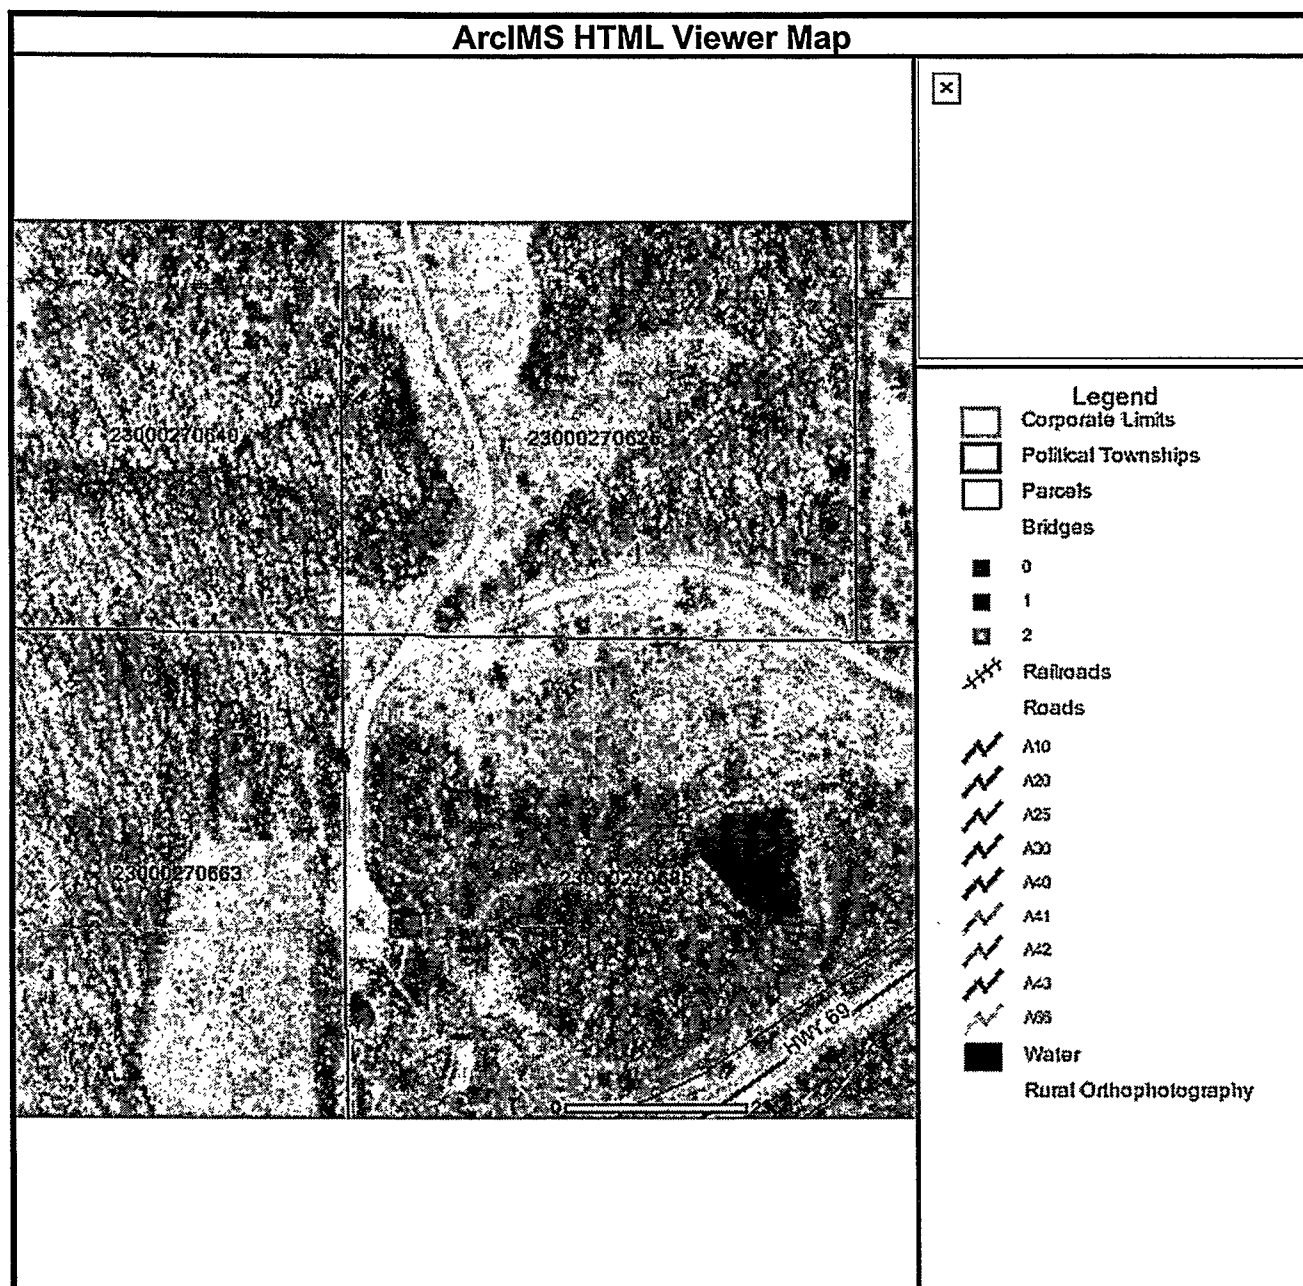 ArcIMS HTML Viewer Map
23000270640
23000270626
23000270663
HWY 69
0
Legend
Corporate Limits
Political Townships
Parcels
Bridges
0
1
2
Railroads
Roads
A10
A20
A25
A30
A40
A41
A42
A43
Water
Rural Orthophotography